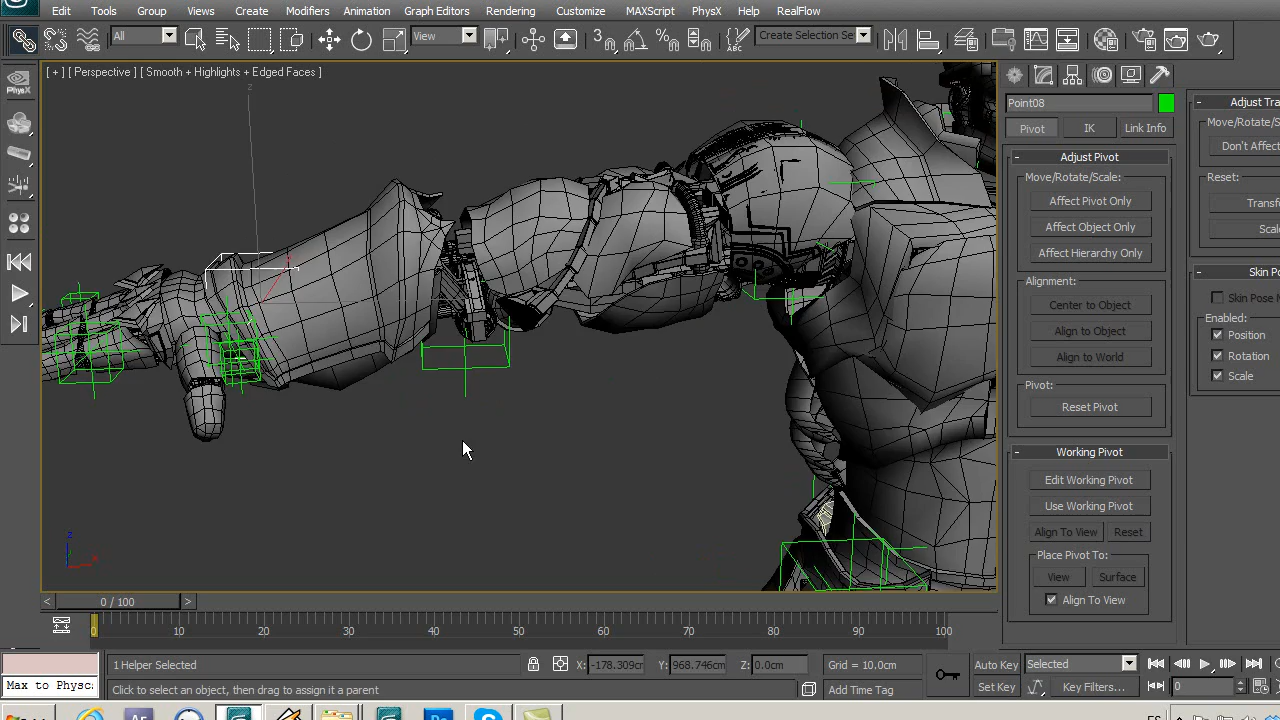 Edit Group Views Create Modifiers Animation Graph Editors Rendering Customize MAXScript PhysX Help RealFlow
All View Create Selection Se
[ + ] [ Perspective ] [ Smooth + Highlights + Edged Faces ]
PhysX
z
Point08
Pivot IK Link Info
- Adjust Pivot
Move/Rotate/Scale:
Affect Pivot Only
Affect Object Only
Affect Hierarchy Only
Alignment:
Center to Object
Align to Object
Align to World
Pivot:
Reset Pivot
- Working Pivot
Edit Working Pivot
Use Working Pivot
Align To View Reset
Place Pivot To:
View Surface
Align To View
- Adjust Tra
Move/Rotate/S
Don't Affect
Reset:
Transfo
Scale
- Skin Po
Skin Pose M
Enabled:
Position
Rotation
Scale
z
x
< 0 / 100 >
0 10 20 30 40 50 60 70 80 90 100
1 Helper Selected X: -178.309cm Y: 968.746cm Z: 0.0cm Grid = 10.0cm Auto Key Selected
Max to Physc: Click to select an object, then drag to assign it a parent Add Time Tag Set Key Key Filters... 0
Ae Ps S ES